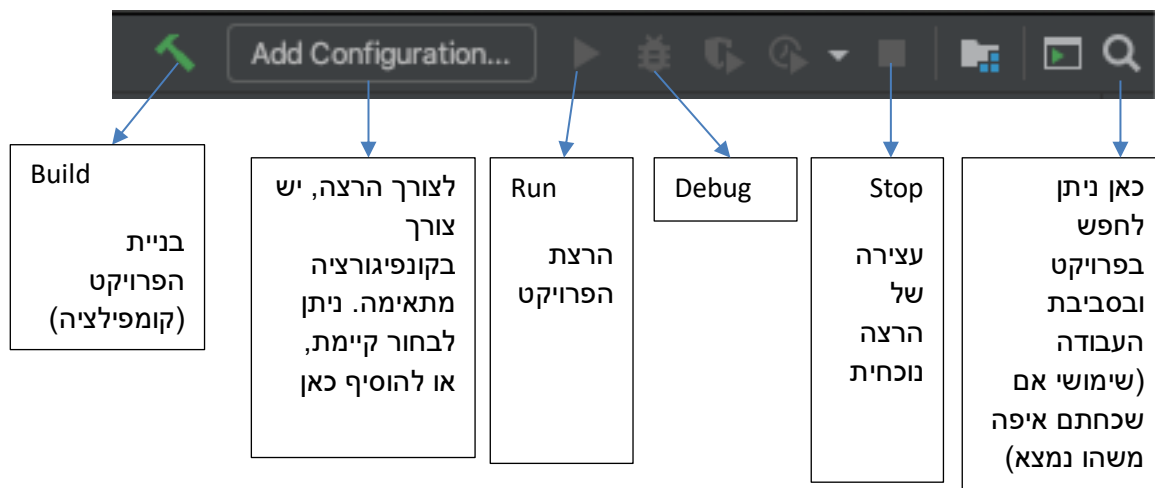 Add Configuration...
Build
בניית
הפרויקט
(קומפילציה)
לצורך הרצה, יש
צורך
בקונפיגורציה
מתאימה. ניתן
לבחור קיימת,
או להוסיף כאן
Run
הרצת
הפרויקט
Debug
Stop
עצירה
של
הרצה
נוכחית
כאן ניתן
לחפש
בפרויקט
ובסביבת
העבודה
(שימושי אם
שכחתם איפה
משהו נמצא)